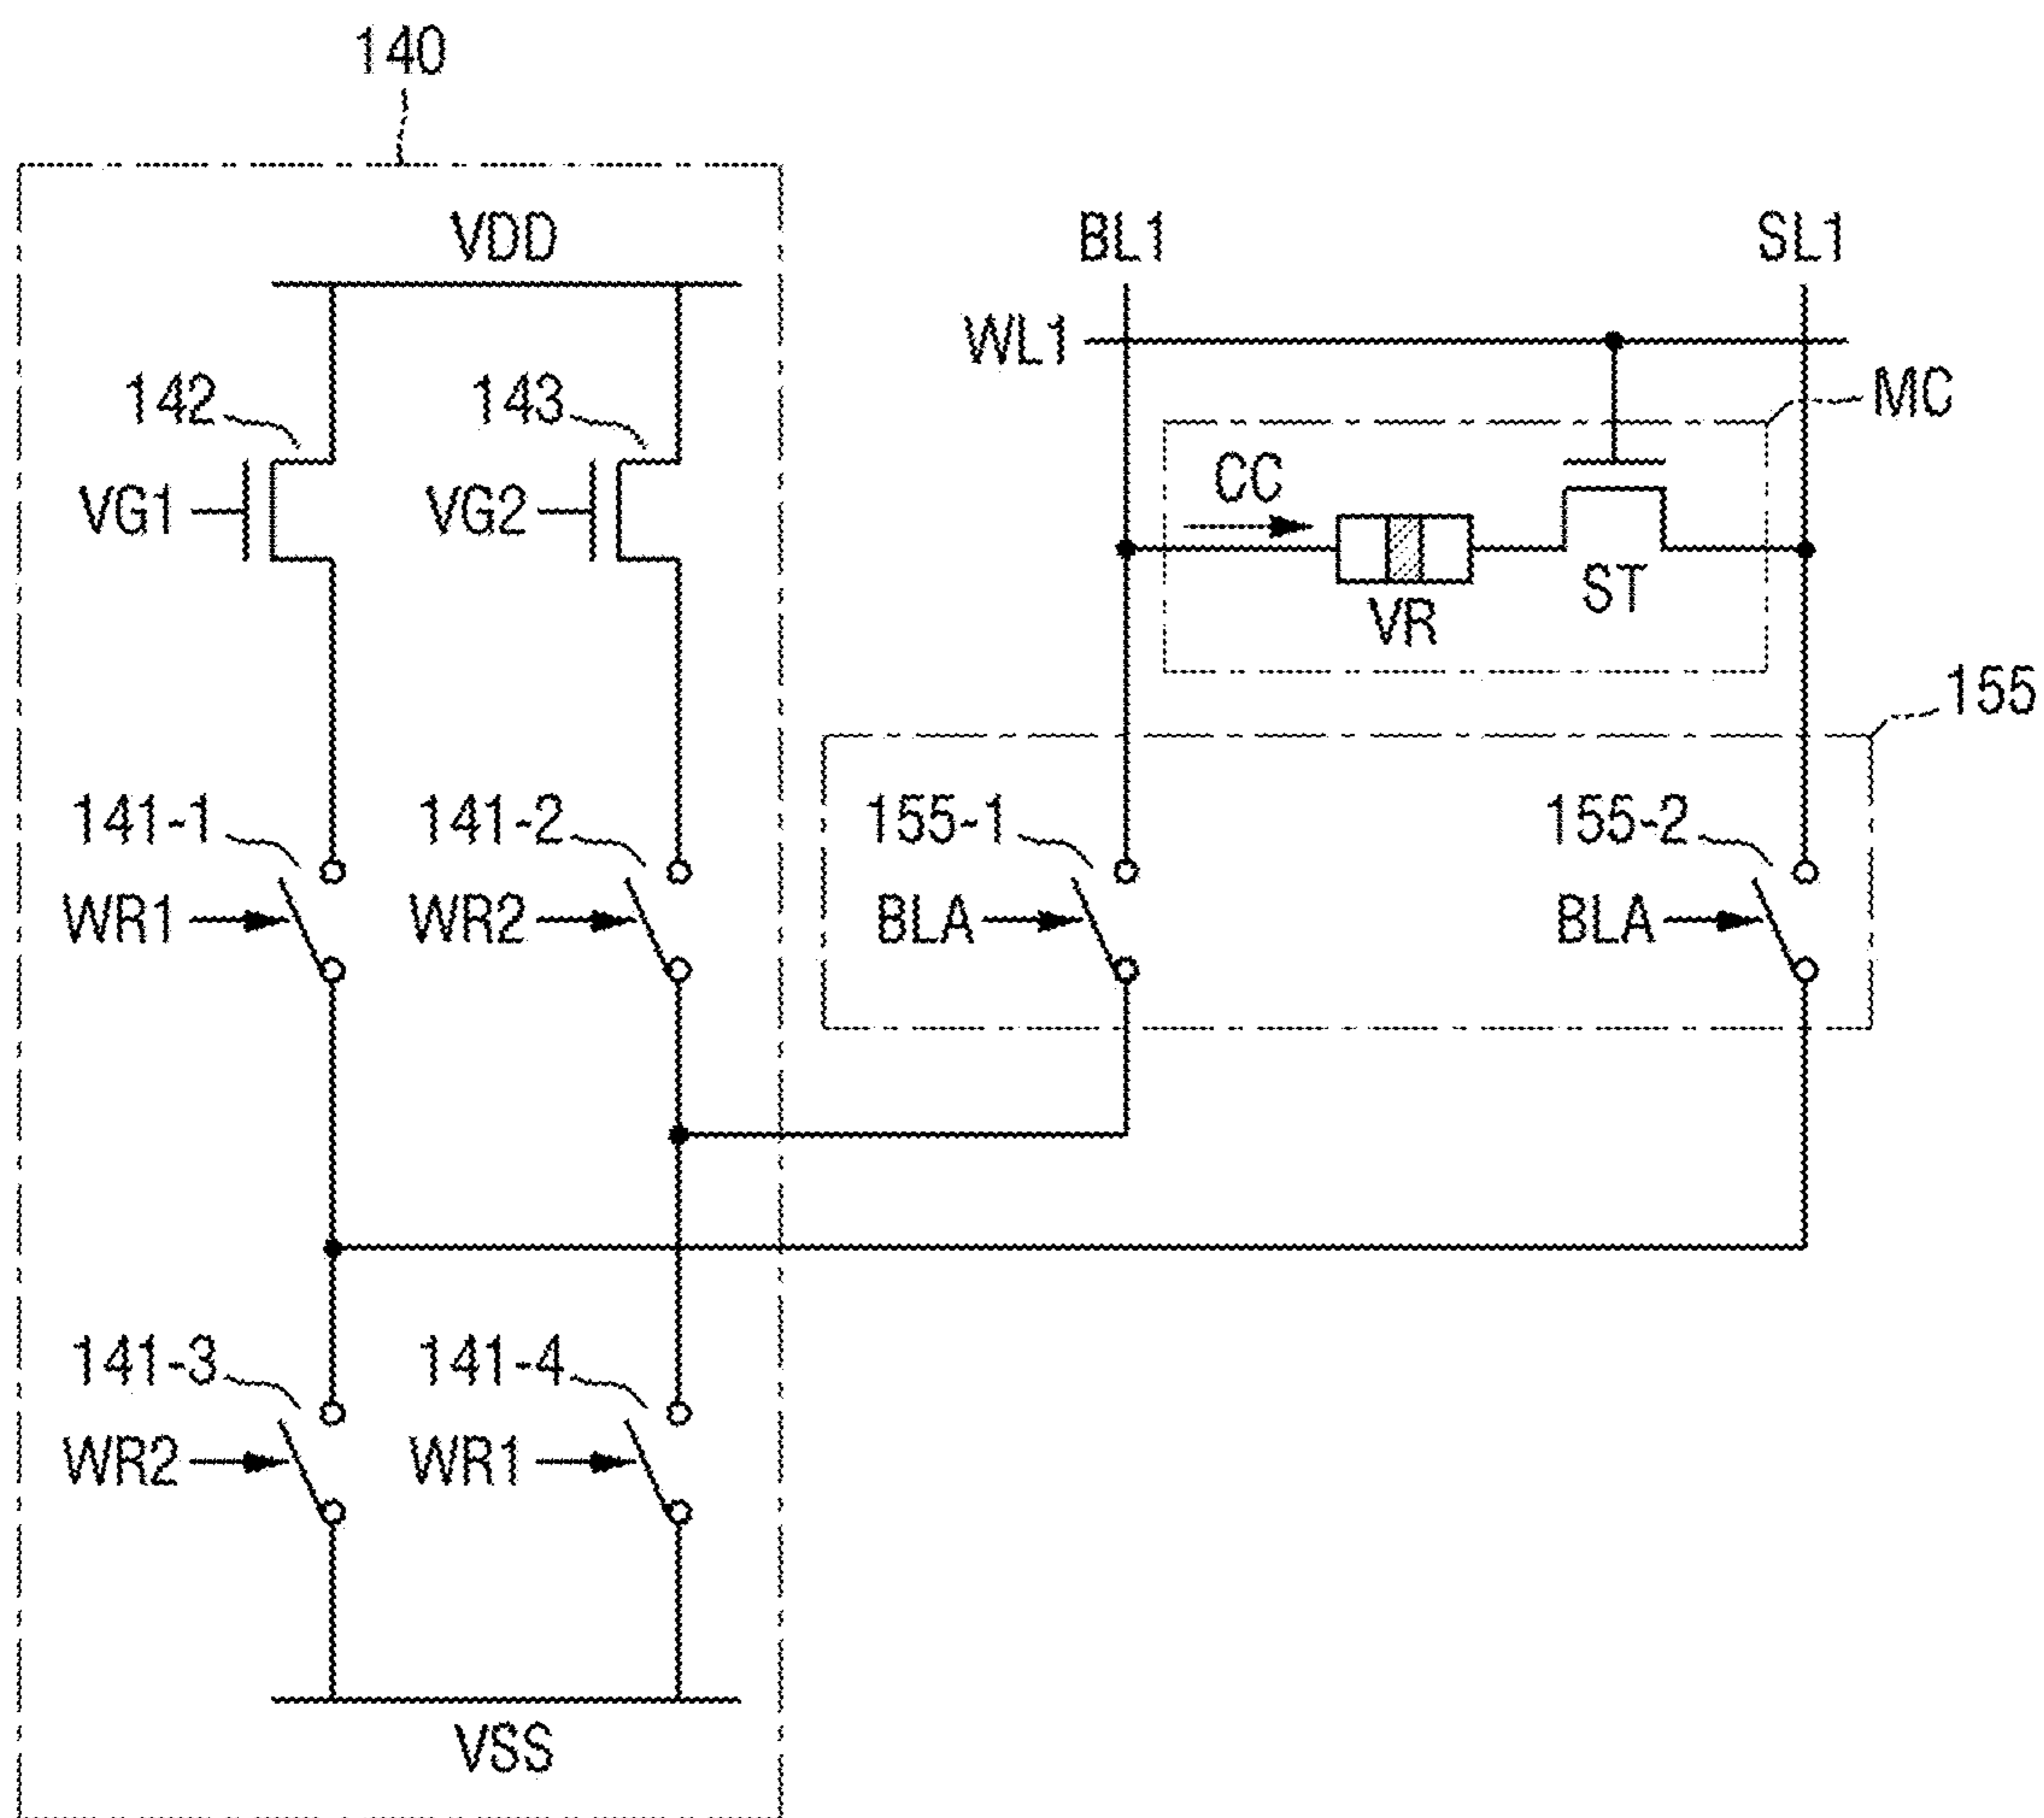 140
VDD
BL1
SL1
WL1
142
143
MC
VG1
VG2
CC
VR
ST
155
141-1
141-2
155-1
155-2
WR1
WR2
BLA
BLA
141-3
141-4
WR2
WR1
VSS